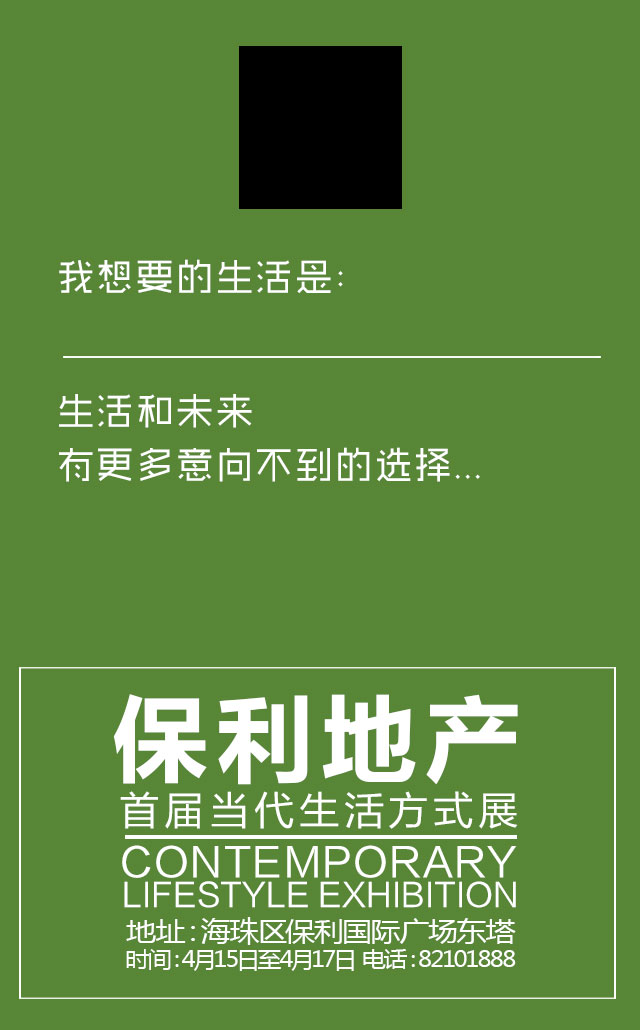 我想要的生活是:
生活和未来
有更多意向不到的选择...
保利地产
首届当代生活方式展
CONTEMPORARY
LIFESTYLE EXHIBITION
地址:海珠区保利国际广场东塔
时间:4月15日至4月17日 电话:82101888